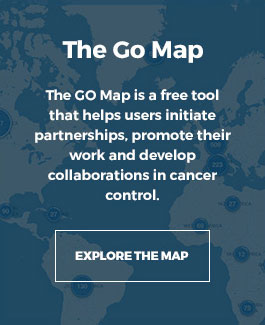 The Go Map
The GO Map is a free tool
that helps users initiate
partnerships, promote their
work and develop
collaborations in cancer
control.
EXPLORE THE MAP